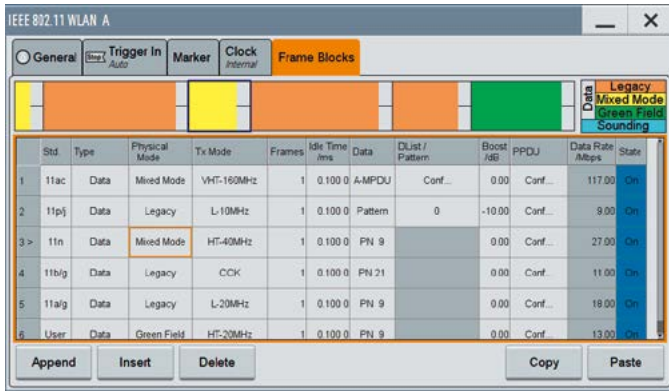 IEEE 802.11 WLAN A
General
Stop Trigger In
Auto
Marker
Clock
Internal
Frame Blocks
Data
Legacy
Mixed Mode
Green Field
Sounding
Std. Type Physical Mode Tx Mode Frames Idle Time /ms Data DList / Pattern Boost /dB PPDU Data Rate /Mbps State
1 11ac Data Mixed Mode VHT-160MHz 1 0.100 0 A-MPDU Conf... 0.00 Conf... 117.00 On
2 11p/j Data Legacy L-10MHz 1 0.100 0 Pattern 0 -10.00 Conf... 9.00 On
3 > 11n Data Mixed Mode HT-40MHz 1 0.100 0 PN 9 0.00 Conf... 27.00 On
4 11b/g Data Legacy CCK 1 0.100 0 PN 21 0.00 Conf... 11.00 On
5 11a/g Data Legacy L-20MHz 1 0.100 0 PN 9 0.00 Conf... 18.00 On
6 User Data Green Field HT-20MHz 1 0.100 0 PN 9 0.00 Conf... 13.00 On
Append Insert Delete Copy Paste